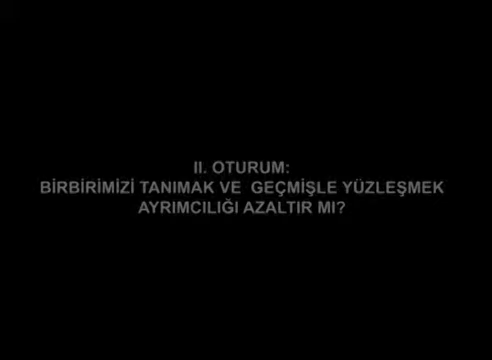 II. OTURUM:
BİRBİRİMİZİ TANIMAK VE GEÇMİŞLE YÜZLEŞMEK
AYRIMCILIĞI AZALTIR MI?